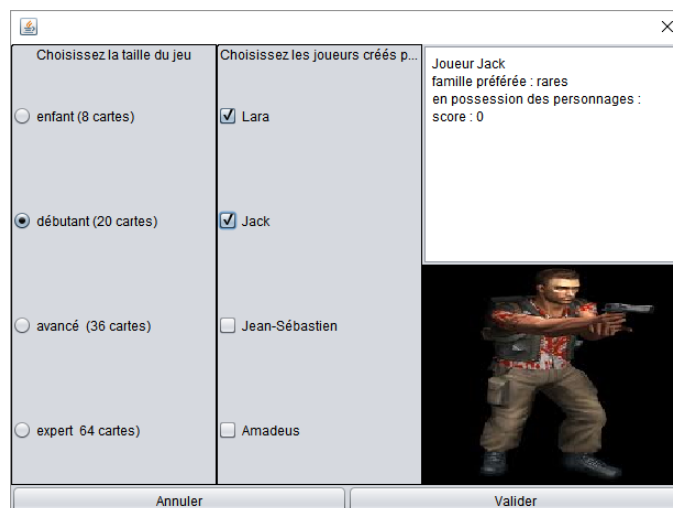 Choisissez la taille du jeu
enfant (8 cartes)
débutant (20 cartes)
avancé (36 cartes)
expert 64 cartes)
Choisissez les joueurs créés p...
Lara
Jack
Jean-Sébastien
Amadeus
Joueur Jack
famille préférée : rares
en possession des personnages :
score : 0
Annuler
Valider